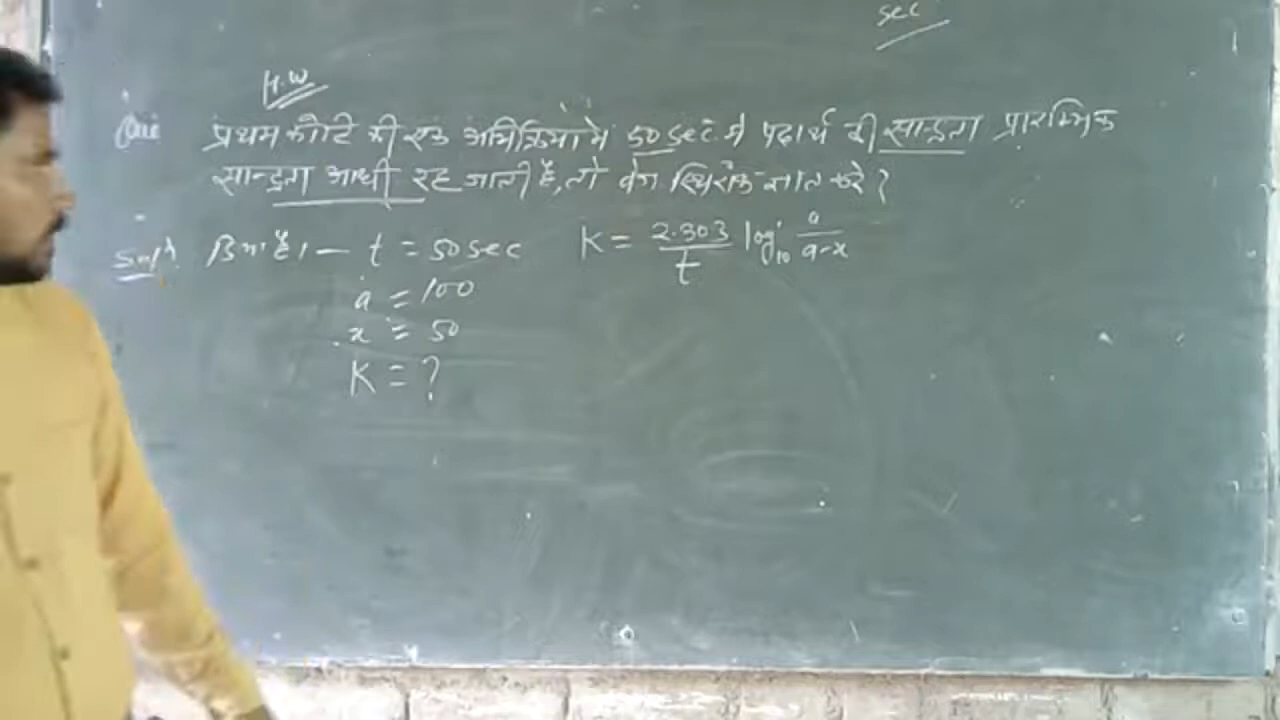 sec
H.W
Que प्रथम कोटि की एक अभिक्रिया में 50 sec में पदार्थ की सान्द्रता प्रारम्भिक
सान्द्रता आधी रह जाती है, तो वेग स्थिरांक ज्ञात करे ?
Solⁿ. दिया है। – t = 50 sec K = 2.303/t log₁₀ a/a-x
a = 100
x = 50
K = ?